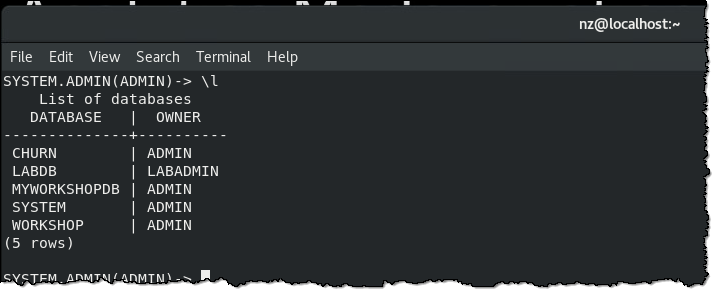 nz@localhost:~
File Edit View Search Terminal Help
SYSTEM.ADMIN(ADMIN)-> \l
List of databases
DATABASE | OWNER
--------------+----------
CHURN | ADMIN
LABDB | LABADMIN
MYWORKSHOPDB | ADMIN
SYSTEM | ADMIN
WORKSHOP | ADMIN
(5 rows)
SYSTEM.ADMIN(ADMIN)->